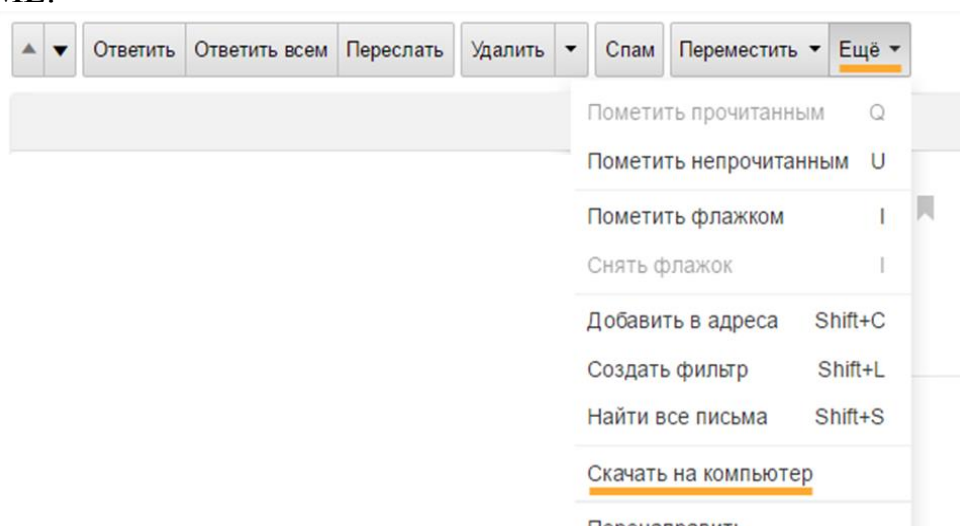 Ответить Ответить всем Переслать Удалить Спам Переместить Ещё
Пометить прочитанным Q
Пометить непрочитанным U
Пометить флажком I
Снять флажок I
Добавить в адреса Shift+C
Создать фильтр Shift+L
Найти все письма Shift+S
Скачать на компьютер